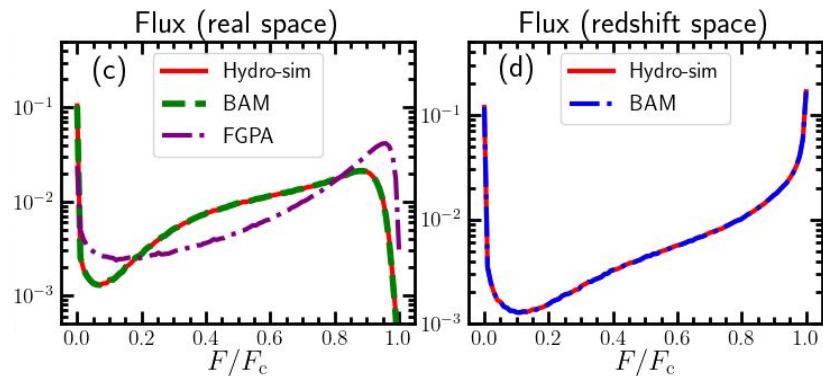 Flux (real space)
(c)
Hydro-sim
BAM
FGPA
10⁻¹
10⁻²
10⁻³
0.0 0.2 0.4 0.6 0.8 1.0
F/F_c
Flux (redshift space)
(d)
Hydro-sim
BAM
10⁻¹
10⁻²
10⁻³
0.0 0.2 0.4 0.6 0.8 1.0
F/F_c